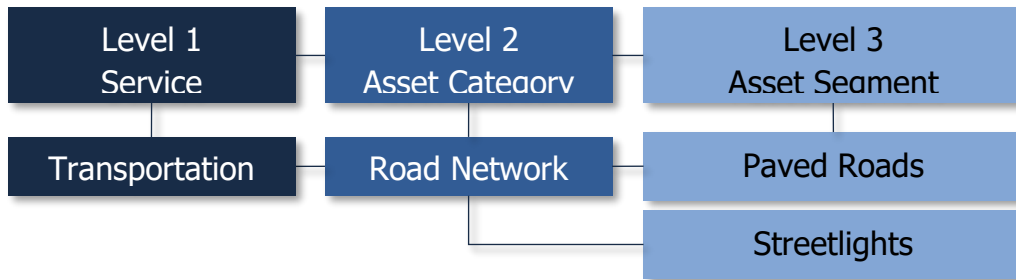 Level 1
Service
Level 2
Asset Category
Level 3
Asset Segment
Transportation
Road Network
Paved Roads
Streetlights